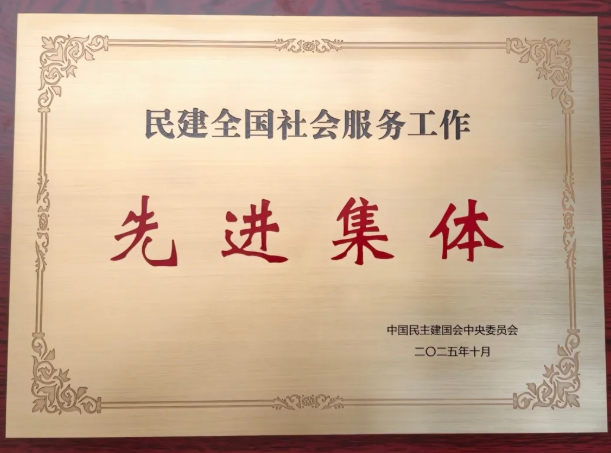 民建全国社会服务工作
先进集体
中国民主建国会中央委员会
二〇二五年十月